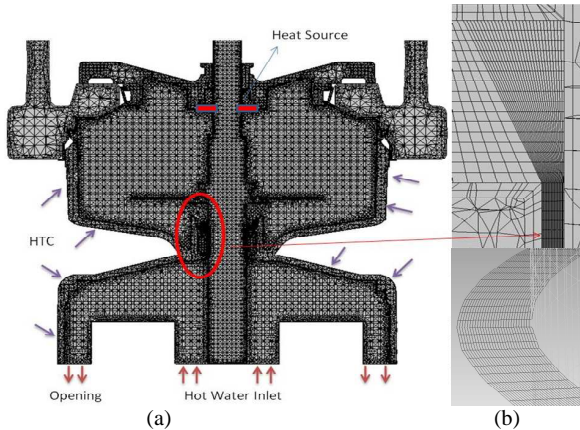 Heat Source
HTC
Opening
Hot Water Inlet
(a)
(b)